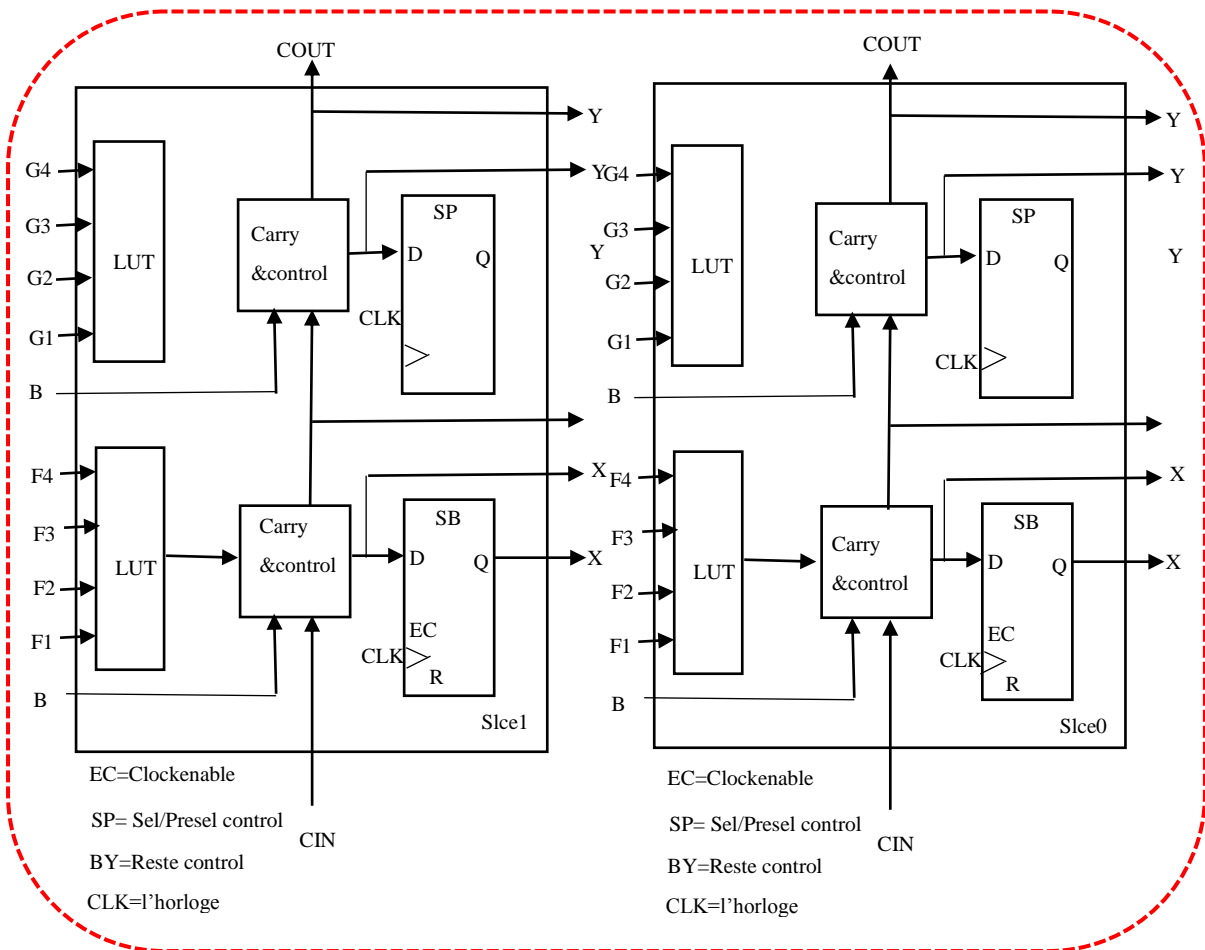 COUT
Y
G4
Y
SP
G3
Carry
Y
D
Q
LUT
&control
G2
CLK
G1
B
F4
X
SB
F3
Carry
D
Q
X
LUT
&control
F2
EC
F1
CLK
R
B
Slce1
EC=Clockenable
SP= Sel/Presel control
CIN
BY=Reste control
CLK=l'horloge
COUT
Y
G4
Y
SP
G3
Carry
Y
D
Q
LUT
&control
G2
G1
CLK
B
F4
X
SB
F3
Carry
D
Q
X
LUT
&control
F2
EC
F1
CLK
R
B
Slce0
EC=Clockenable
SP= Sel/Presel control
CIN
BY=Reste control
CLK=l'horloge